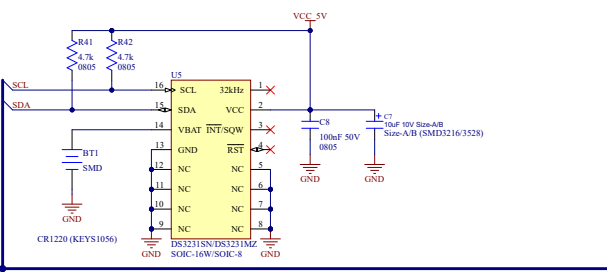 VCC_5V
R41
4.7k
0805
R42
4.7k
0805
SCL
SDA
U5
16 SCL 32kHz 1
15 SDA VCC 2
14 VBAT INT/SQW 3
13 GND RST 4
12 NC NC 5
11 NC NC 6
10 NC NC 7
9 NC NC 8
DS3231SN/DS3231MZ
SOIC-16W/SOIC-8
BT1
SMD
GND
CR1220 (KEYS1056)
GND
GND
C8
100nF 50V
0805
GND
+ C7
10uF 10V Size-A/B
Size-A/B (SMD3216/3528)
GND